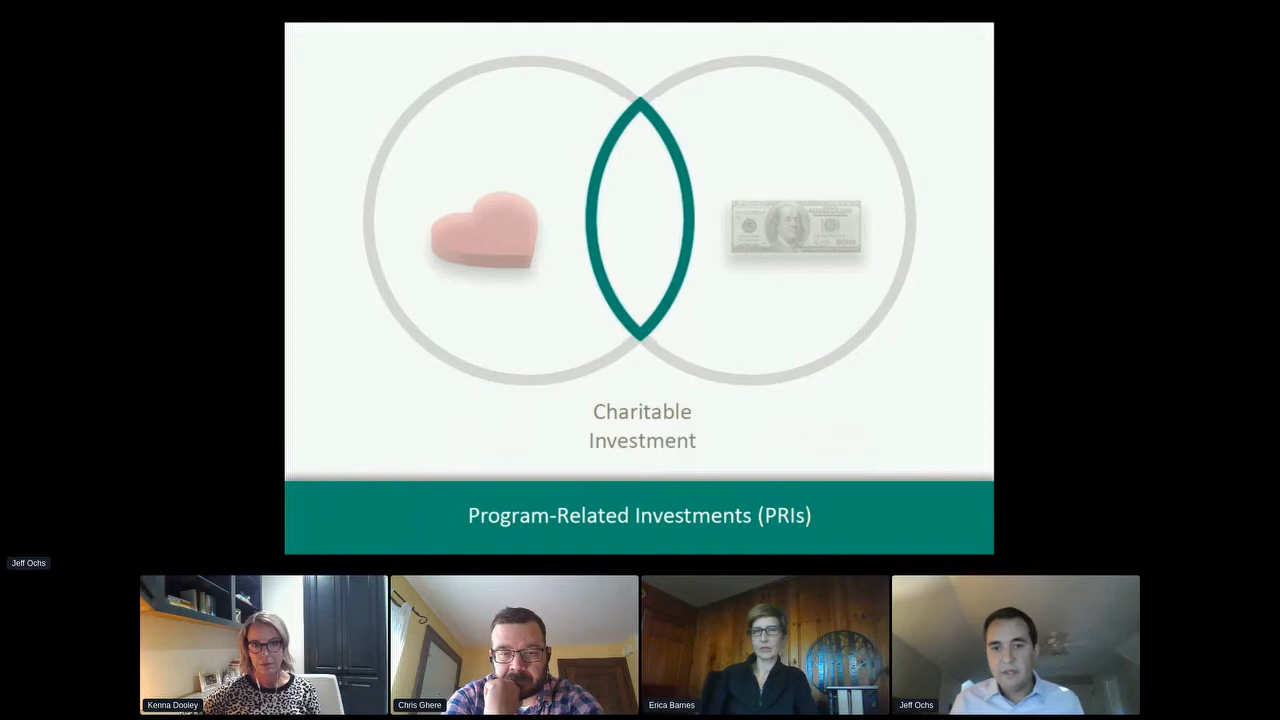 Charitable
Investment
Program-Related Investments (PRIs)
Jeff Ochs
Kenna Dooley
Chris Ghere
Erica Barnes
Jeff Ochs